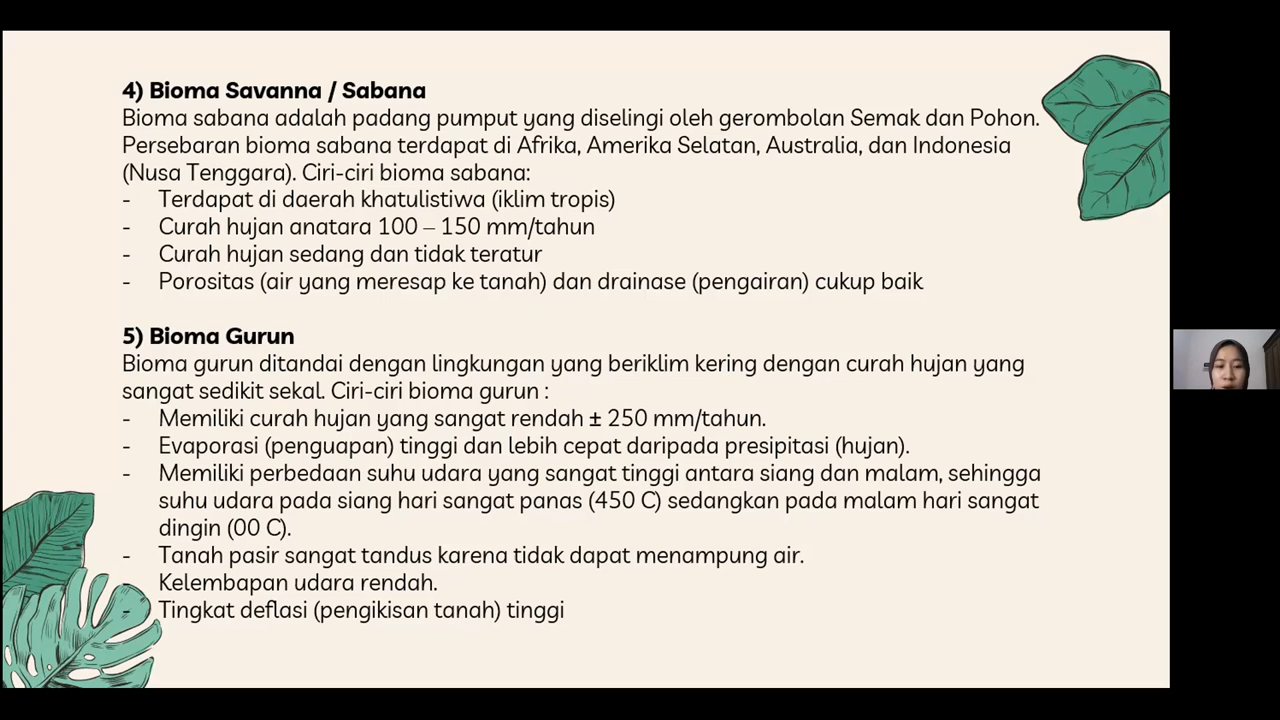 4) Bioma Savanna / Sabana
Bioma sabana adalah padang pumput yang diselingi oleh gerombolan Semak dan Pohon.
Persebaran bioma sabana terdapat di Afrika, Amerika Selatan, Australia, dan Indonesia
(Nusa Tenggara). Ciri-ciri bioma sabana:
- Terdapat di daerah khatulistiwa (iklim tropis)
- Curah hujan anatara 100 – 150 mm/tahun
- Curah hujan sedang dan tidak teratur
- Porositas (air yang meresap ke tanah) dan drainase (pengairan) cukup baik
5) Bioma Gurun
Bioma gurun ditandai dengan lingkungan yang beriklim kering dengan curah hujan yang
sangat sedikit sekal. Ciri-ciri bioma gurun :
- Memiliki curah hujan yang sangat rendah ± 250 mm/tahun.
- Evaporasi (penguapan) tinggi dan lebih cepat daripada presipitasi (hujan).
- Memiliki perbedaan suhu udara yang sangat tinggi antara siang dan malam, sehingga
suhu udara pada siang hari sangat panas (450 C) sedangkan pada malam hari sangat
dingin (00 C).
- Tanah pasir sangat tandus karena tidak dapat menampung air.
- Kelembapan udara rendah.
- Tingkat deflasi (pengikisan tanah) tinggi